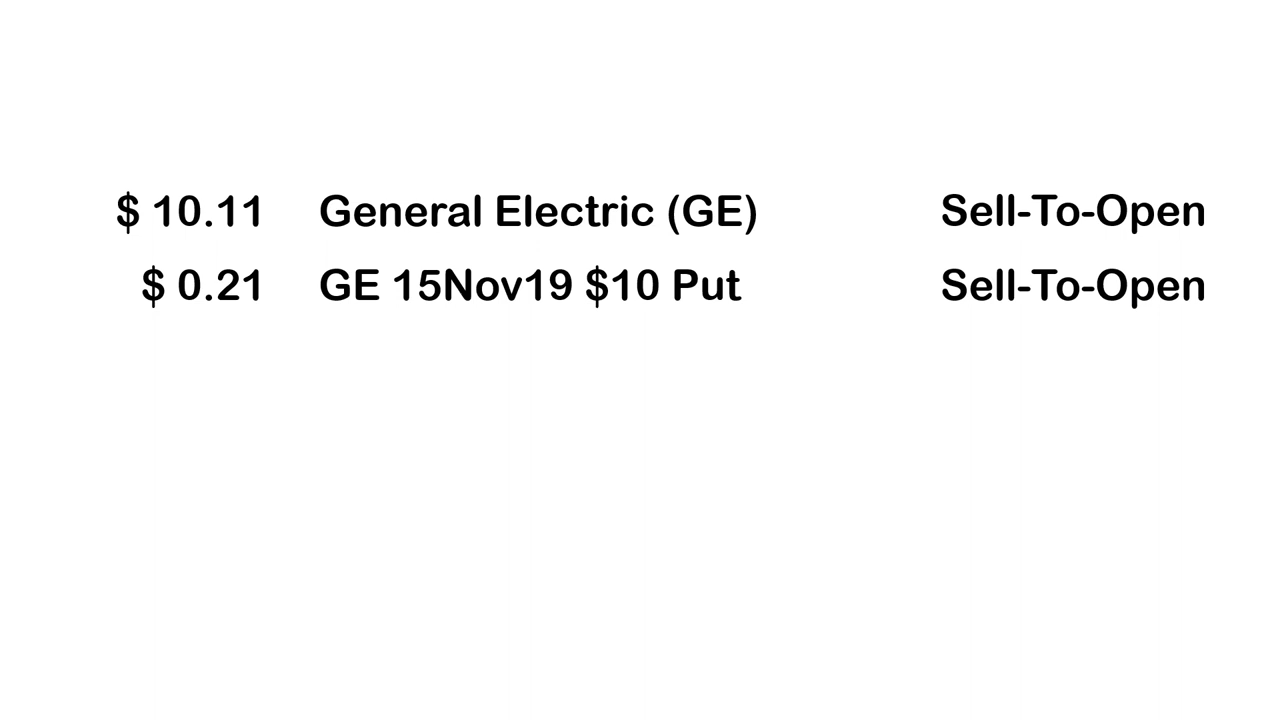 $ 10.11 General Electric (GE) Sell-To-Open
$ 0.21 GE 15Nov19 $10 Put Sell-To-Open